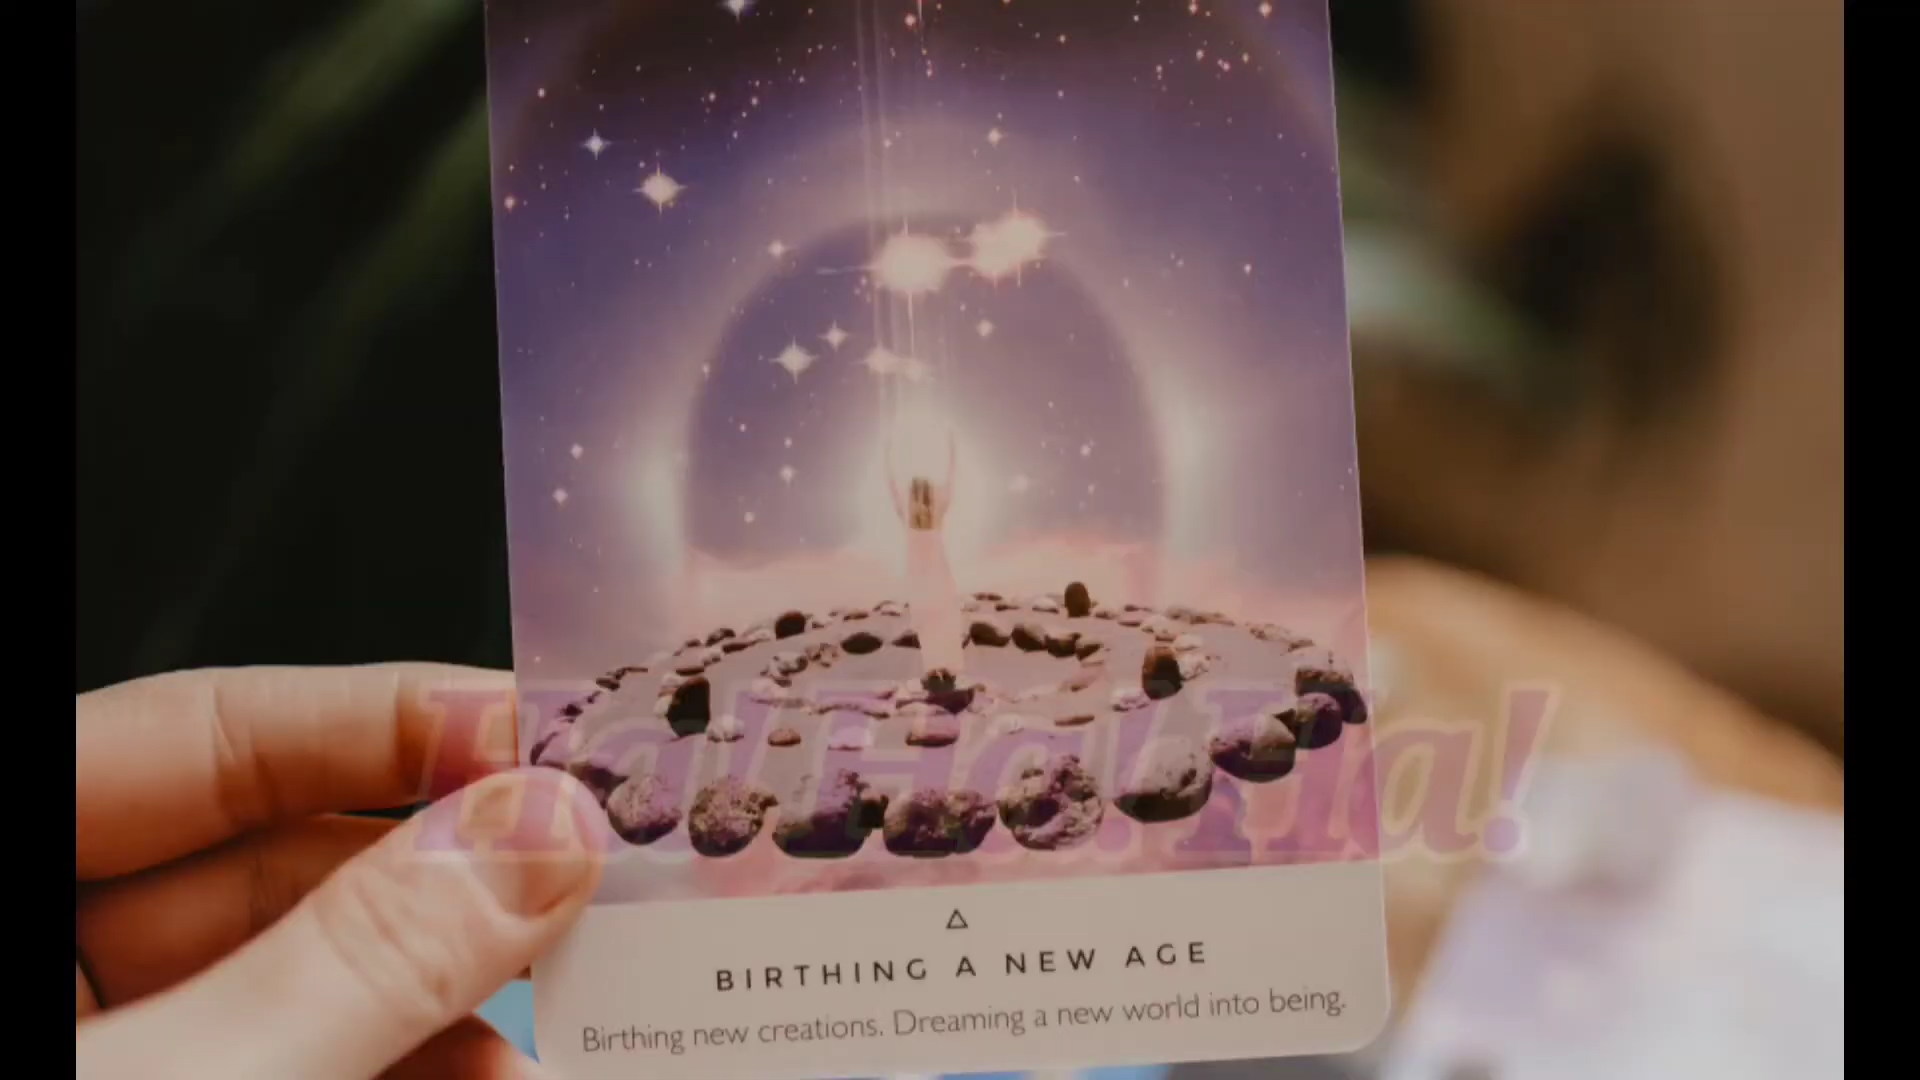 Ha! Ha! Ha!
BIRTHING A NEW AGE
Birthing new creations. Dreaming a new world into being.